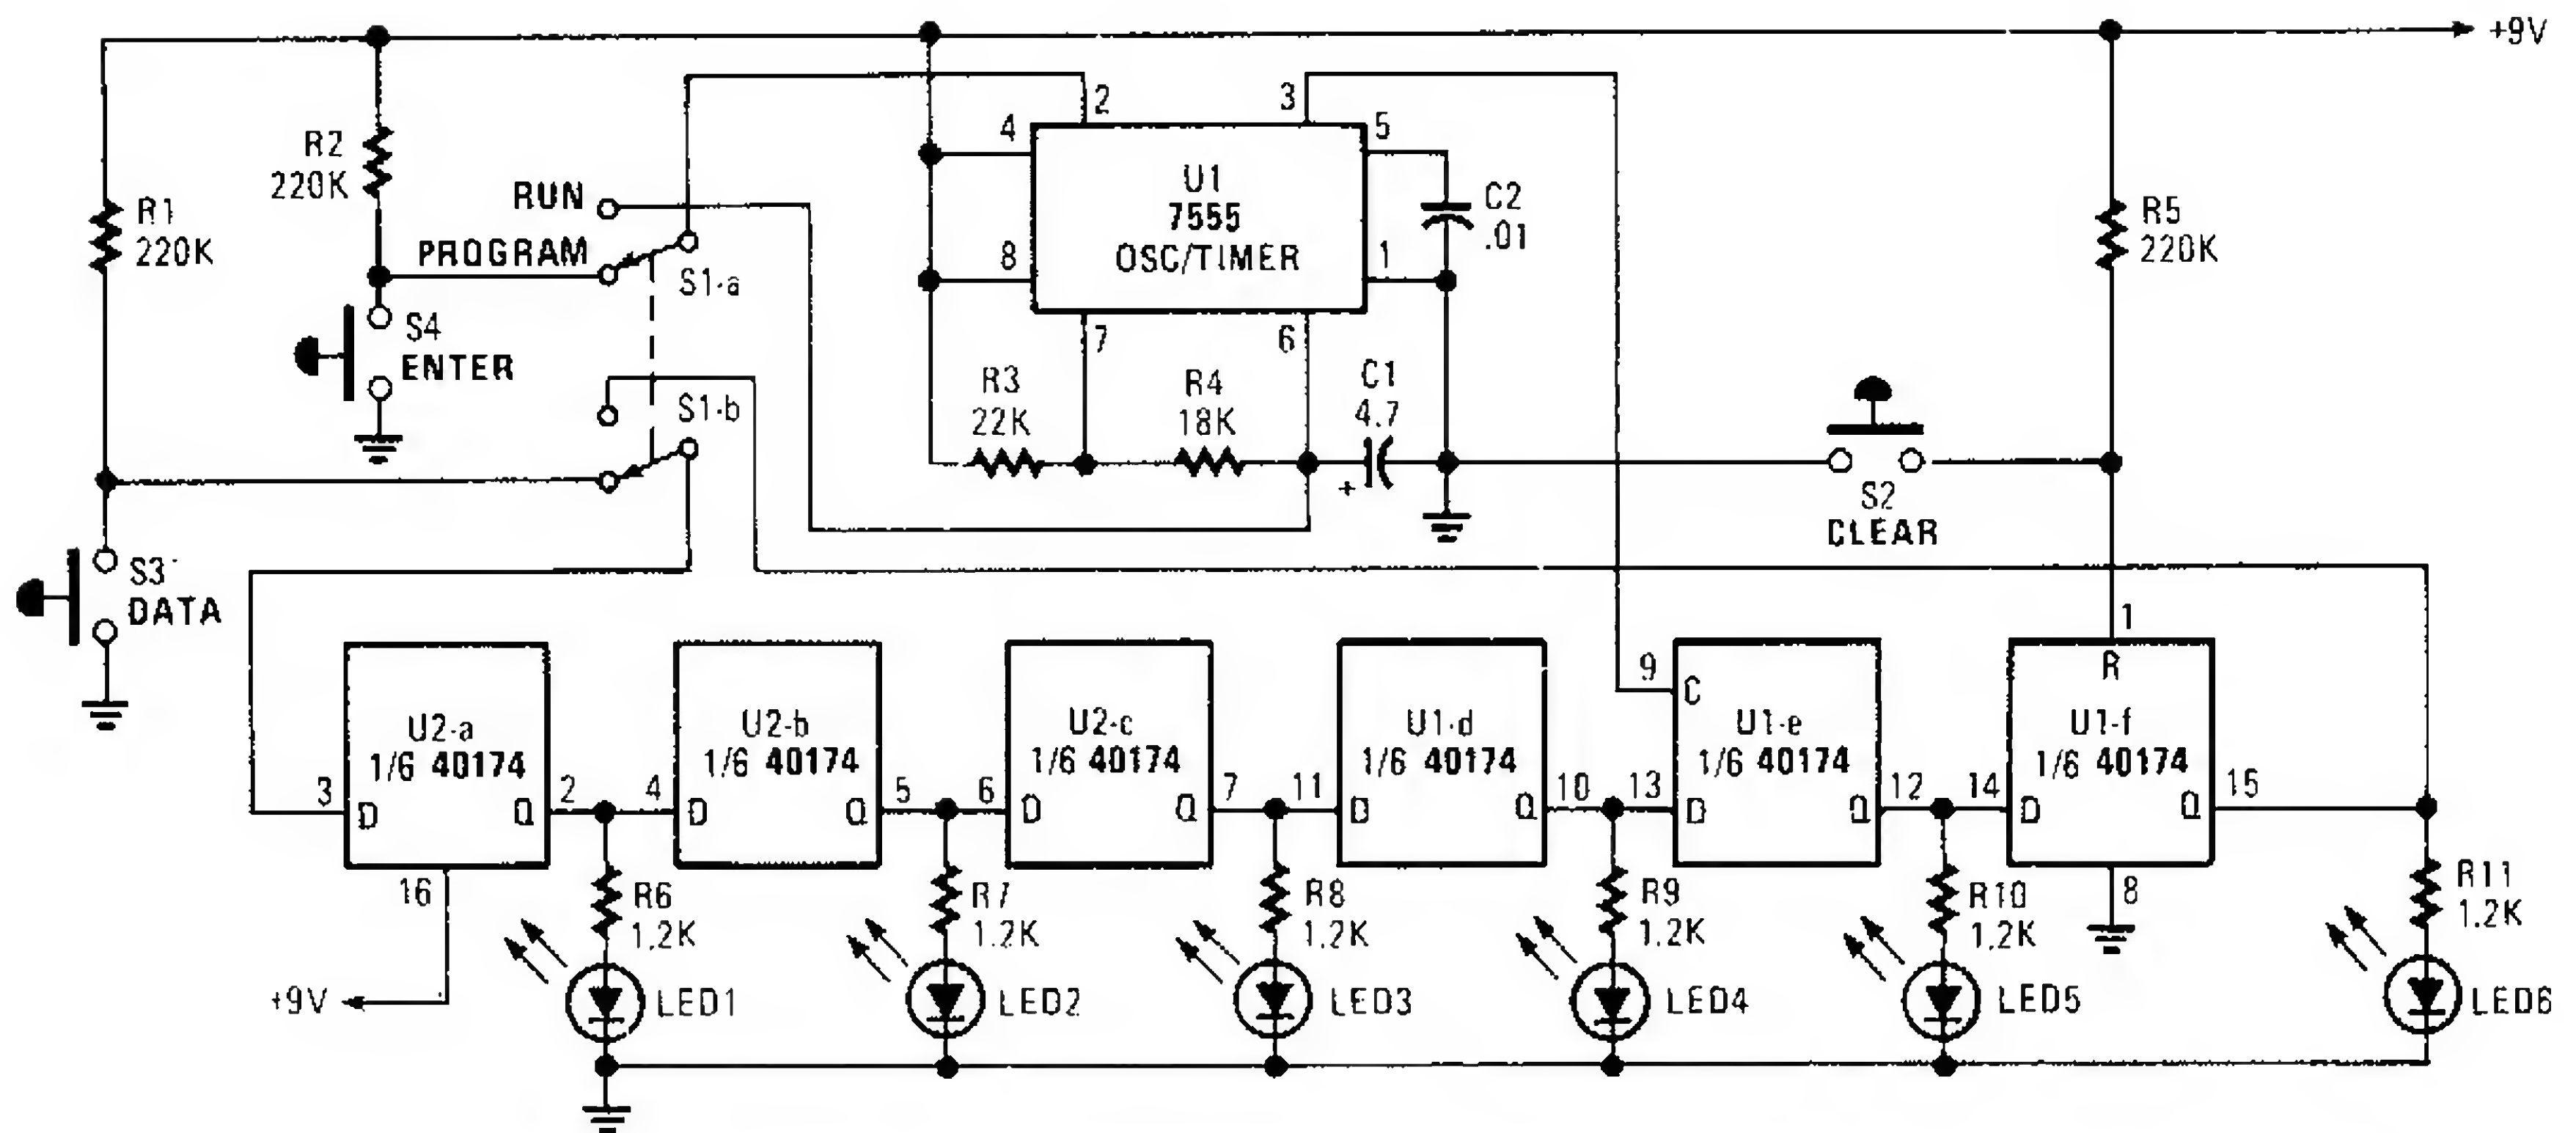 +9V
2
3
4
5
R2
220K
RUN
U1
7555
OSC/TIMER
C2
.01
R1
220K
R5
220K
PROGRAM
S1-a
8
1
S4
ENTER
7
6
R3
22K
R4
18K
C1
4.7
+
S1-b
S2
CLEAR
S3
DATA
1
9
C
R
U2-a
1/6 40174
U2-b
1/6 40174
U2-c
1/6 40174
U1-d
1/6 40174
U1-e
1/6 40174
U1-f
1/6 40174
3
D
Q
2
4
D
Q
5
6
D
Q
7
11
D
Q
10
13
D
Q
12
14
D
Q
15
16
8
R6
1.2K
R7
1.2K
R8
1.2K
R9
1.2K
R10
1.2K
R11
1.2K
+9V
LED1
LED2
LED3
LED4
LED5
LED6